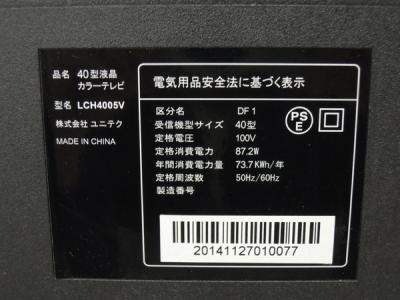 品名 40型液晶
カラーテレビ
型名 LCH4005V
株式会社 ユニテク
MADE IN CHINA
電気用品安全法に基づく表示
区分名 DF1
受信機型サイズ 40型
定格電圧 100V
定格消費電力 87.2W
年間消費電力量 73.7KWh/年
定格周波数 50Hz/60Hz
製造番号
PS
E
20141127010077